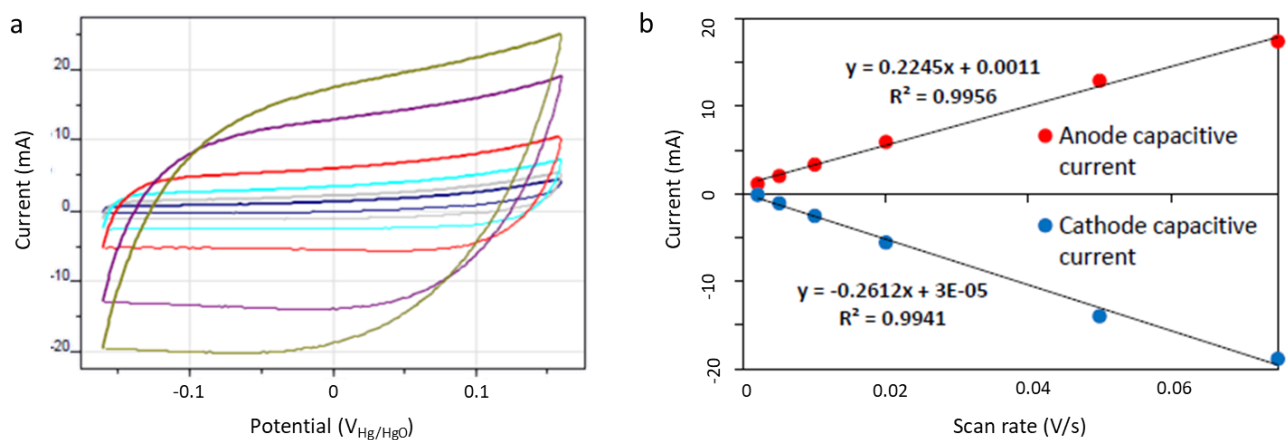 a
Current (mA)
20
10
0
-10
-20
-0.1
0
0.1
Potential (VHg/HgO)
b
Current (mA)
20
10
0
-10
-20
y = 0.2245x + 0.0011
R² = 0.9956
Anode capacitive
current
Cathode capacitive
current
y = -0.2612x + 3E-05
R² = 0.9941
0
0.02
0.04
0.06
Scan rate (V/s)